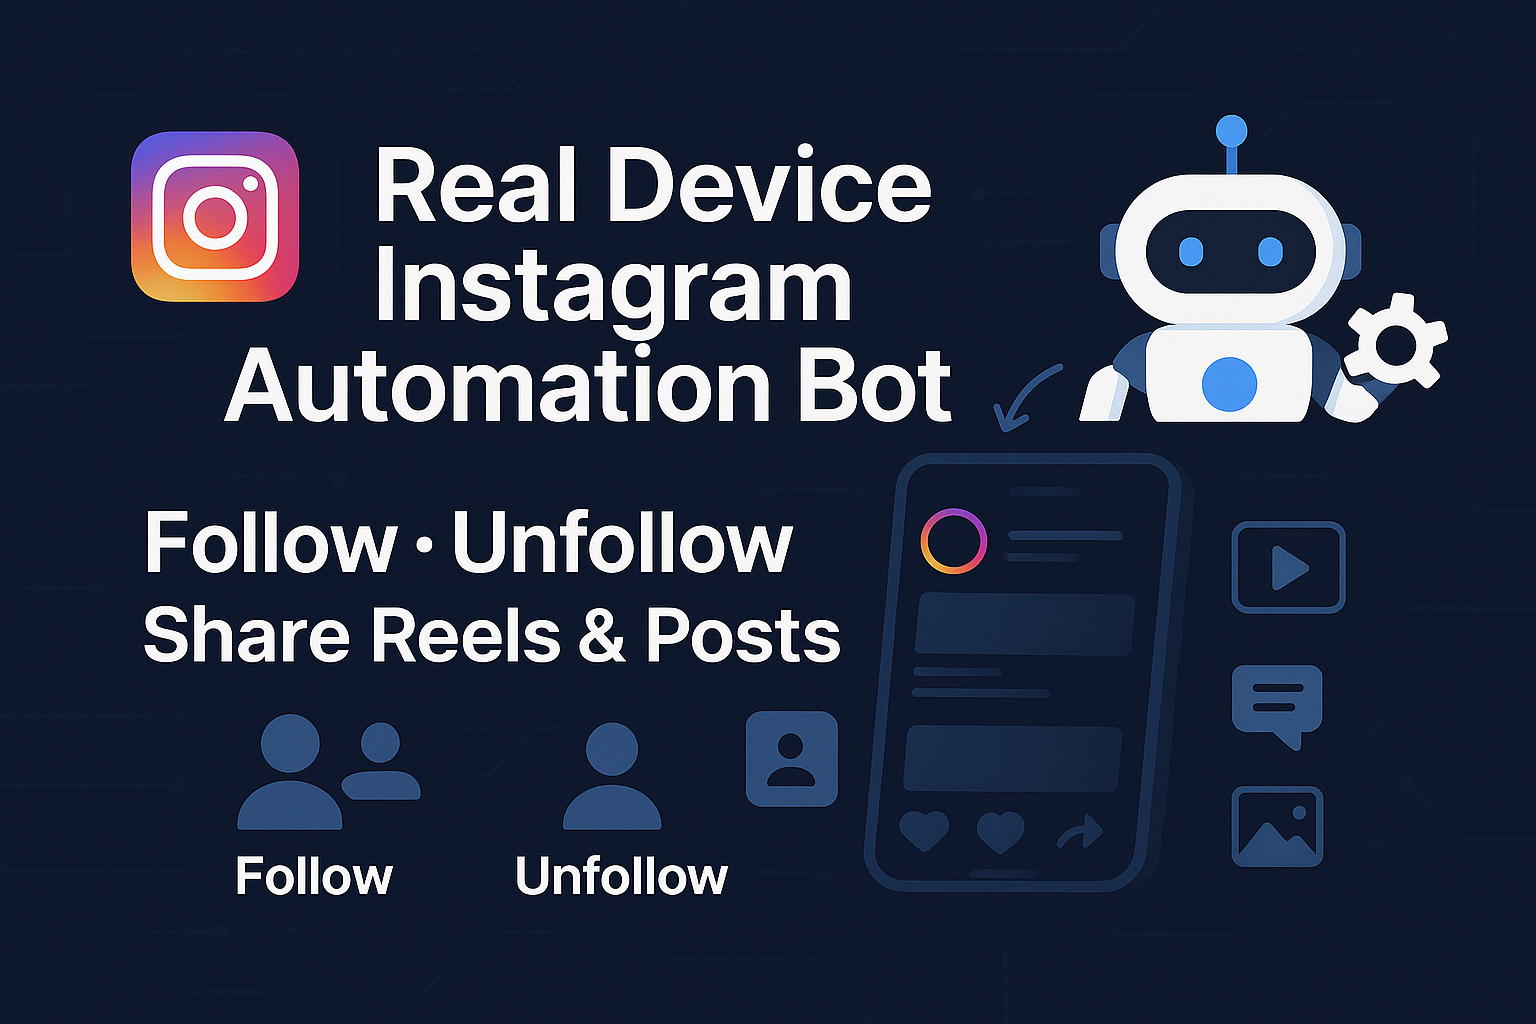 Real Device
Instagram
Automation Bot
Follow · Unfollow
Share Reels & Posts
Follow
Unfollow